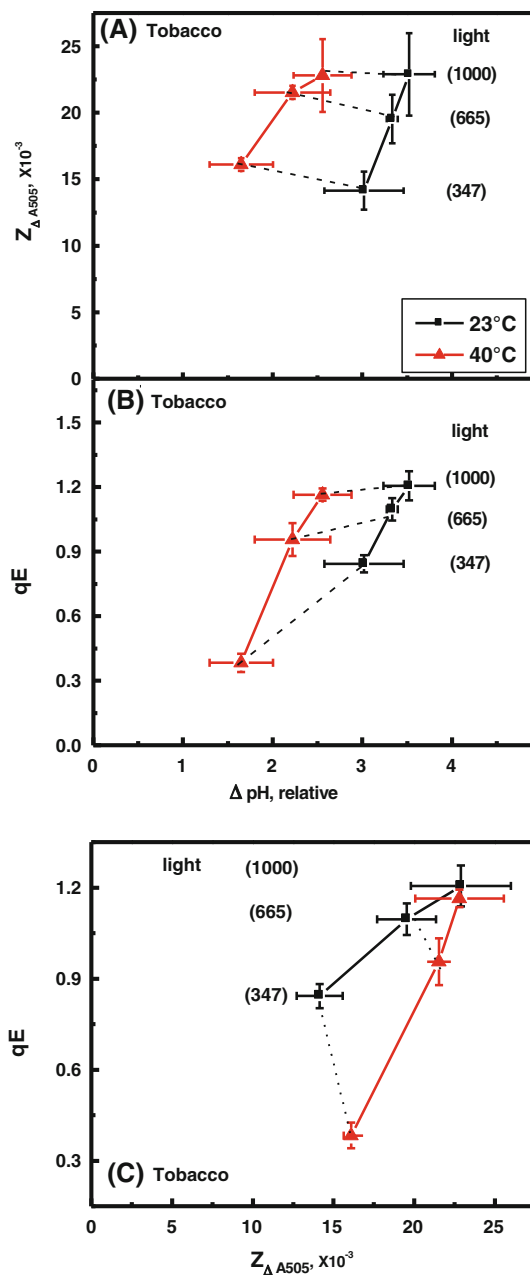 (A) Tobacco
light
25
(1000)
20
(665)
15
(347)
10
5
0
Z Δ A505, X10⁻³
23°C
40°C
(B) Tobacco
light
1.5
(1000)
1.2
(665)
0.9
(347)
0.6
0.3
0.0
qE
0 1 2 3 4
Δ pH, relative
light (1000)
1.2
(665)
0.9
(347)
0.6
0.3
qE
(C) Tobacco
0 5 10 15 20 25
Z Δ A505, X10⁻³